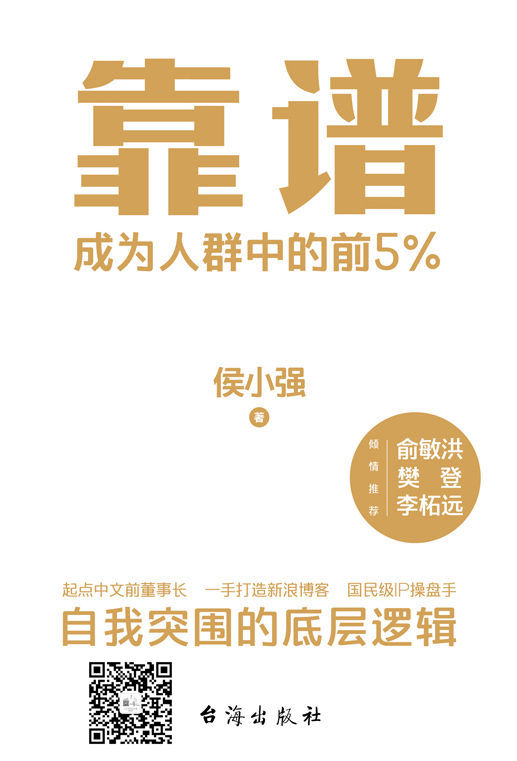 靠谱
成为人群中的前5%
侯小强
著
倾情推荐
俞敏洪
樊 登
李柘远
起点中文前董事长 一手打造新浪博客 国民级IP操盘手
自我突围的底层逻辑
台海出版社